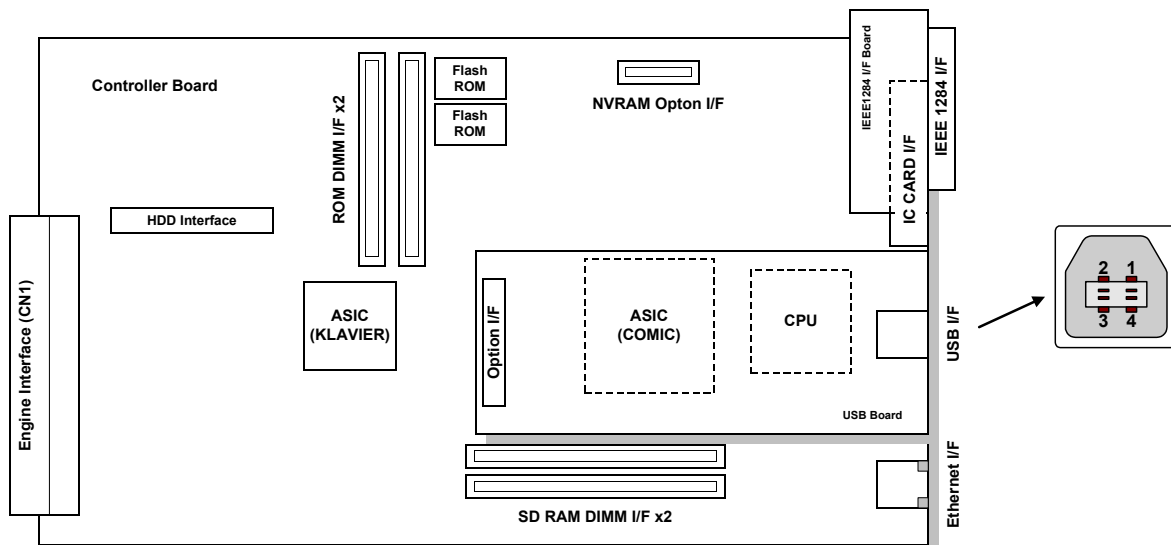 Controller Board
ROM DIMM I/F x2
Flash
ROM
Flash
ROM
NVRAM Opton I/F
IEEE1284 I/F Board
IEEE 1284 I/F
IC CARD I/F
HDD Interface
Engine Interface (CN1)
ASIC
(KLAVIER)
Option I/F
ASIC
(COMIC)
CPU
USB I/F
2 1
3 4
USB Board
SD RAM DIMM I/F x2
Ethernet I/F